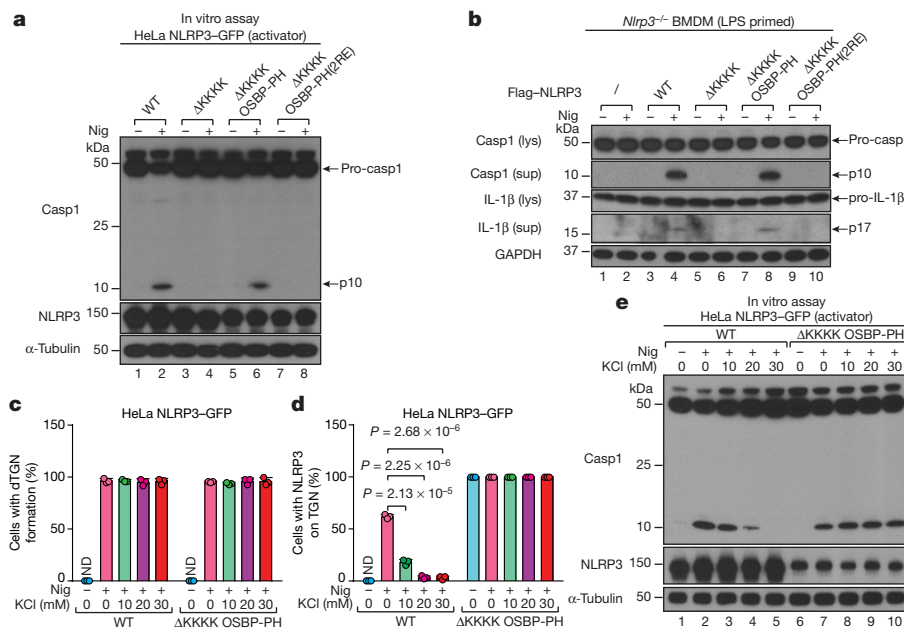 a
In vitro assay
HeLa NLRP3–GFP (activator)
WT
ΔKKKK
ΔKKKK OSBP-PH
ΔKKKK OSBP-PH(2RE)
Nig
– + – + – + – +
kDa
50
Pro-casp1
Casp1
25
10
p10
NLRP3
150
α-Tubulin
50
1 2 3 4 5 6 7 8
b
Nlrp3–/– BMDM (LPS primed)
Flag–NLRP3
/
WT
ΔKKKK
ΔKKKK OSBP-PH
ΔKKKK OSBP-PH(2RE)
Nig
– + – + – + – + – +
kDa
Casp1 (lys) 50 Pro-casp
Casp1 (sup) 10 p10
IL-1β (lys) 37 pro-IL-1β
IL-1β (sup) 15 p17
GAPDH 37
1 2 3 4 5 6 7 8 9 10
c
HeLa NLRP3–GFP
Cells with dTGN formation (%)
150
100
50
0
ND
ND
Nig – + + + + – + + + +
KCl (mM) 0 0 10 20 30 0 0 10 20 30
WT
ΔKKKK OSBP-PH
d
HeLa NLRP3–GFP
P = 2.68 × 10–6
P = 2.25 × 10–6
P = 2.13 × 10–5
Cells with NLRP3 on TGN (%)
150
100
50
0
ND
Nig – + + + + – + + + +
KCl (mM) 0 0 10 20 30 0 0 10 20 30
WT
ΔKKKK OSBP-PH
e
In vitro assay
HeLa NLRP3–GFP (activator)
WT
ΔKKKK OSBP-PH
Nig – + + + + – + + + +
KCl (mM) 0 0 10 20 30 0 0 10 20 30
kDa
50
Casp1
25
10
NLRP3
150
α-Tubulin
50
1 2 3 4 5 6 7 8 9 10